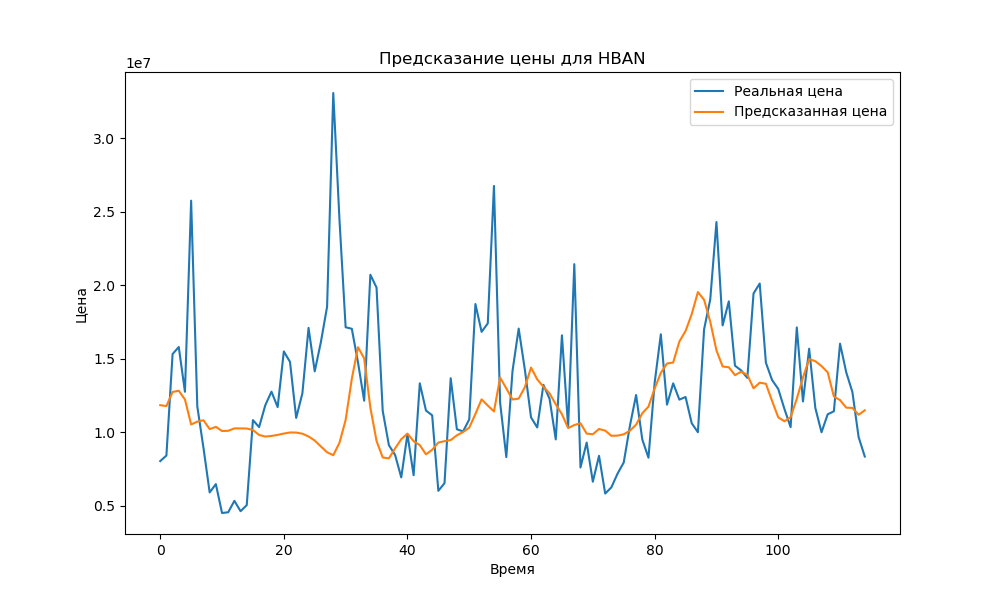 Предсказание цены для HBAN
1e7
Реальная цена
Предсказанная цена
3.0
2.5
2.0
1.5
1.0
0.5
Цена
0 20 40 60 80 100
Время